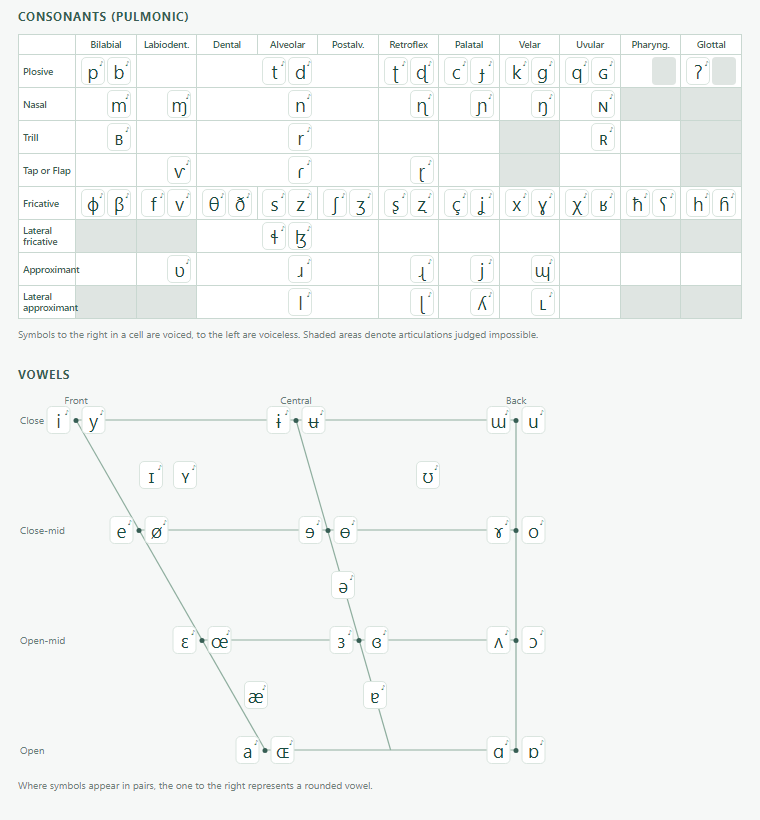 CONSONANTS (PULMONIC)
Bilabial Labiodent. Dental Alveolar Postalv. Retroflex Palatal Velar Uvular Pharyng. Glottal
Plosive p b t d ʈ ɖ c ɟ k ɡ q ɢ ʔ
Nasal m ɱ n ɳ ɲ ŋ ɴ
Trill ʙ r ʀ
Tap or Flap ⱱ ɾ ɽ
Fricative ɸ β f v θ ð s z ʃ ʒ ʂ ʐ ç ʝ x ɣ χ ʁ ħ ʕ h ɦ
Lateral fricative ɬ ɮ
Approximant ʋ ɹ ɻ j ɰ
Lateral approximant l ɭ ʎ ʟ
Symbols to the right in a cell are voiced, to the left are voiceless. Shaded areas denote articulations judged impossible.
VOWELS
Front Central Back
Close i y ɨ ʉ ɯ u
ɪ ʏ ʊ
Close-mid e ø ɘ ɵ ɤ o
ə
Open-mid ɛ œ ɜ ɞ ʌ ɔ
æ ɐ
Open a ɶ ɑ ɒ
Where symbols appear in pairs, the one to the right represents a rounded vowel.